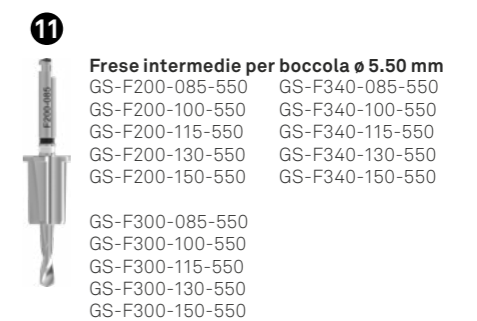 11
Frese intermedie per boccola ø 5.50 mm
GS-F200-085-550 GS-F340-085-550
GS-F200-100-550 GS-F340-100-550
GS-F200-115-550 GS-F340-115-550
GS-F200-130-550 GS-F340-130-550
GS-F200-150-550 GS-F340-150-550
GS-F300-085-550
GS-F300-100-550
GS-F300-115-550
GS-F300-130-550
GS-F300-150-550
F200-085